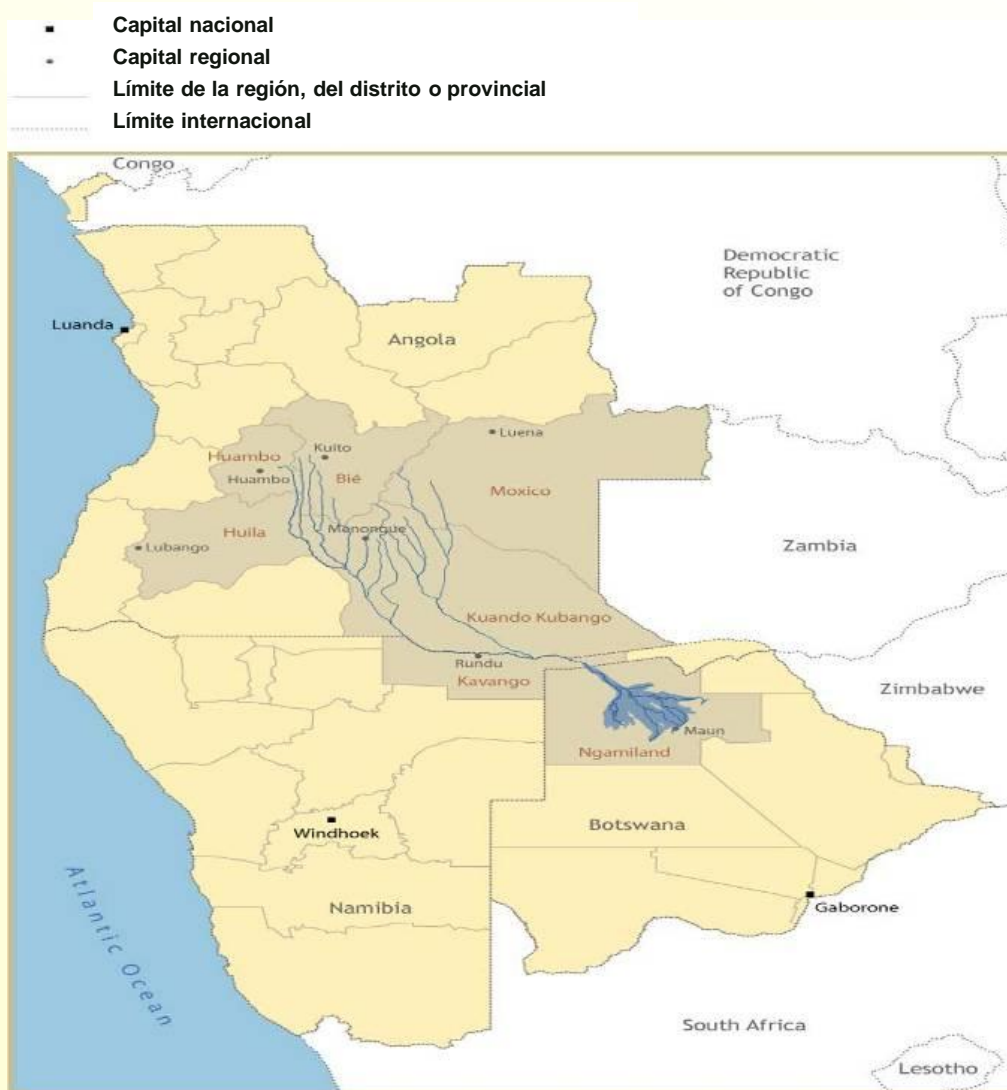 Capital nacional
Capital regional
Límite de la región, del distrito o provincial
Límite internacional
Congo
Democratic
Republic
of Congo
Luanda
Angola
Luena
Kuito
Huambo
Huambo
Bié
Moxico
Menongue
Huila
Lubango
Zambia
Kuando Kubango
Rundu
Kavango
Zimbabwe
Maun
Ngamiland
Botswana
Windhoek
Namibia
Gaborone
Atlantic Ocean
South Africa
Lesotho